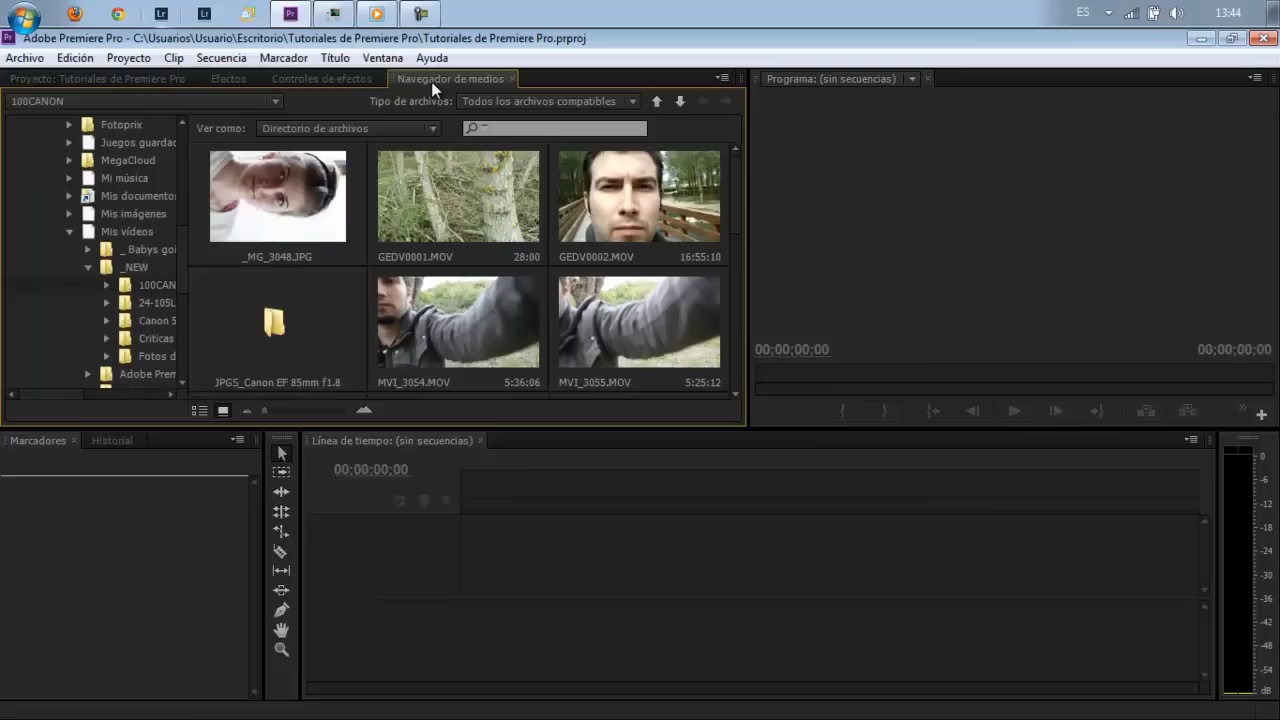 ES
13:44
Adobe Premiere Pro - C:\Usuarios\Usuario\Escritorio\Tutoriales de Premiere Pro\Tutoriales de Premiere Pro.prproj
Archivo Edición Proyecto Clip Secuencia Marcador Título Ventana Ayuda
Proyecto: Tutoriales de Premiere Pro Efectos Controles de efectos Navegador de medios
Programa: (sin secuencias)
100CANON
Tipo de archivos: Todos los archivos compatibles
Ver como: Directorio de archivos
Fotoprix
Juegos guardac
MegaCloud
Mi música
Mis documento
Mis imágenes
Mis vídeos
_Babys goi
_NEW
100CAN
24-105L
Canon 5
Criticas
Fotos d
Adobe Prem
_MG_3048.JPG
GEDV0001.MOV 28:00
GEDV0002.MOV 16:55:10
JPGS_Canon EF 85mm f1.8
MVI_3054.MOV 5:36:06
MVI_3055.MOV 5:25:12
00;00;00;00
00;00;00;00
Marcadores Historial
Línea de tiempo: (sin secuencias)
00;00;00;00
0
-6
-12
-18
-24
-30
-36
-42
-48
-54
dB